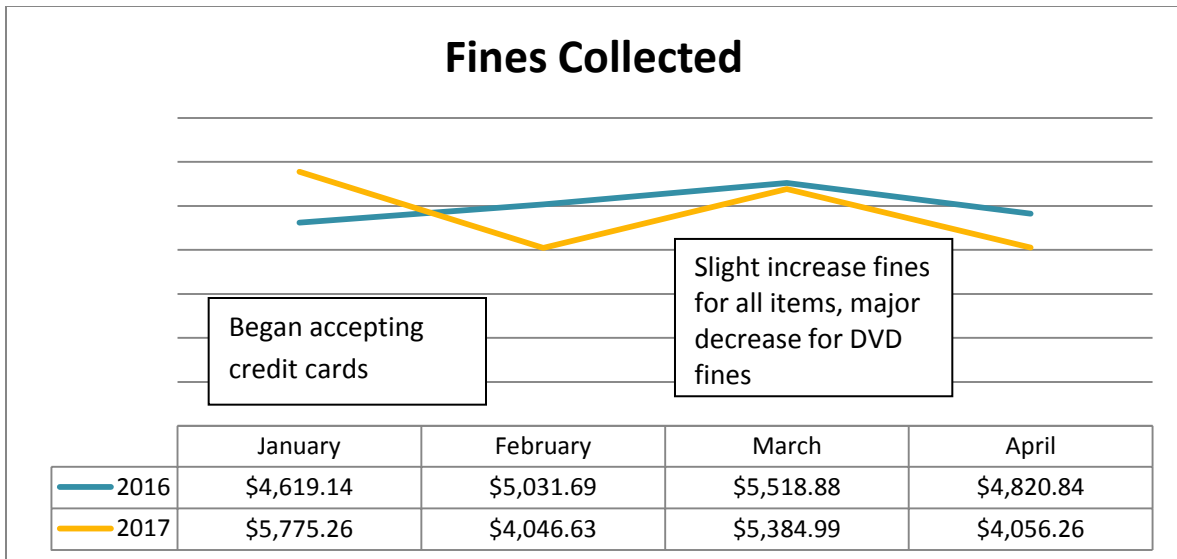 Fines Collected
Began accepting
credit cards
Slight increase fines
for all items, major
decrease for DVD
fines
January February March April
2016 $4,619.14 $5,031.69 $5,518.88 $4,820.84
2017 $5,775.26 $4,046.63 $5,384.99 $4,056.26